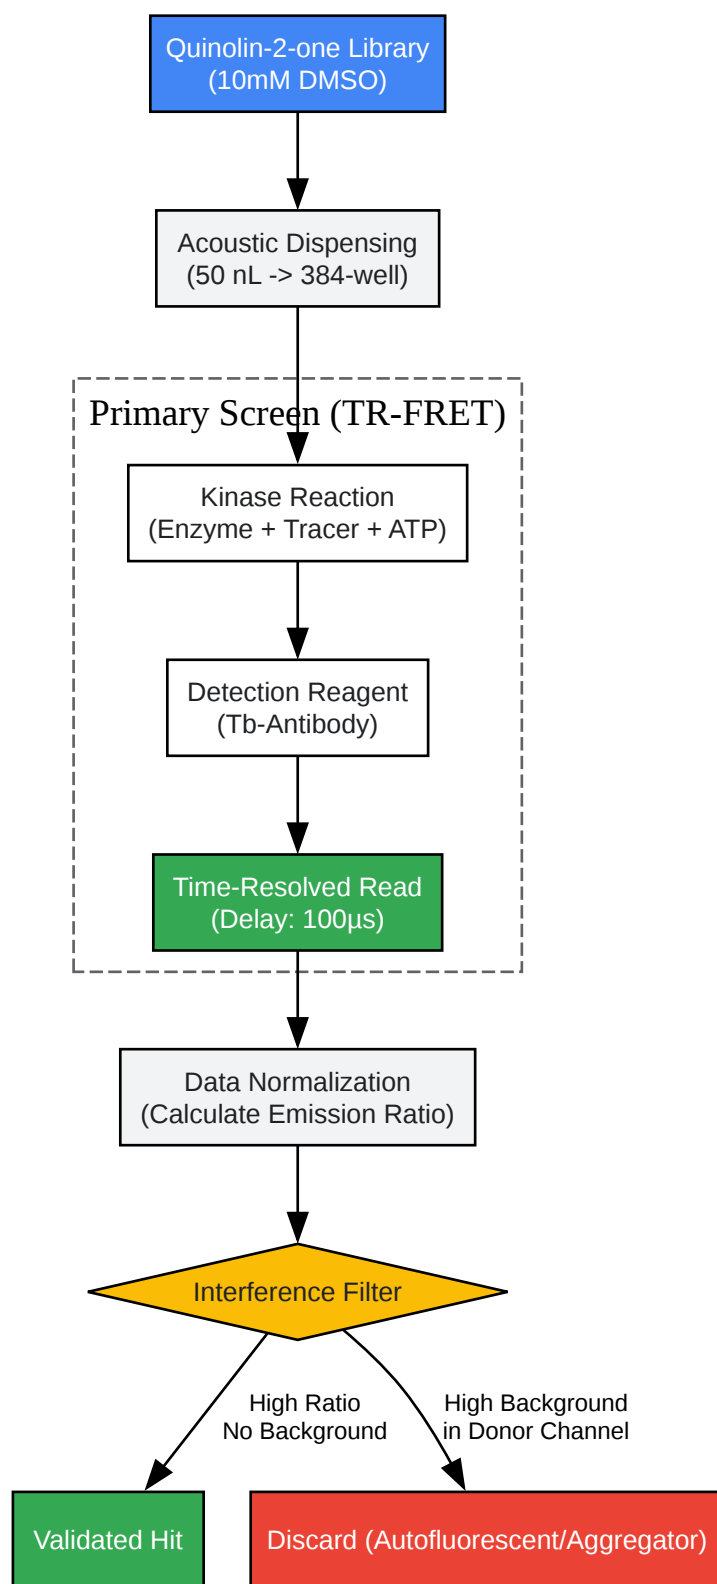 Quinolin-2-one Library
(10mM DMSO)
Acoustic Dispensing
(50 nL -> 384-well)
Primary Screen (TR-FRET)
Kinase Reaction
(Enzyme + Tracer + ATP)
Detection Reagent
(Tb-Antibody)
Time-Resolved Read
(Delay: 100µs)
Data Normalization
(Calculate Emission Ratio)
Interference Filter
High Ratio
No Background
High Background
in Donor Channel
Validated Hit
Discard (Autofluorescent/Aggregator)